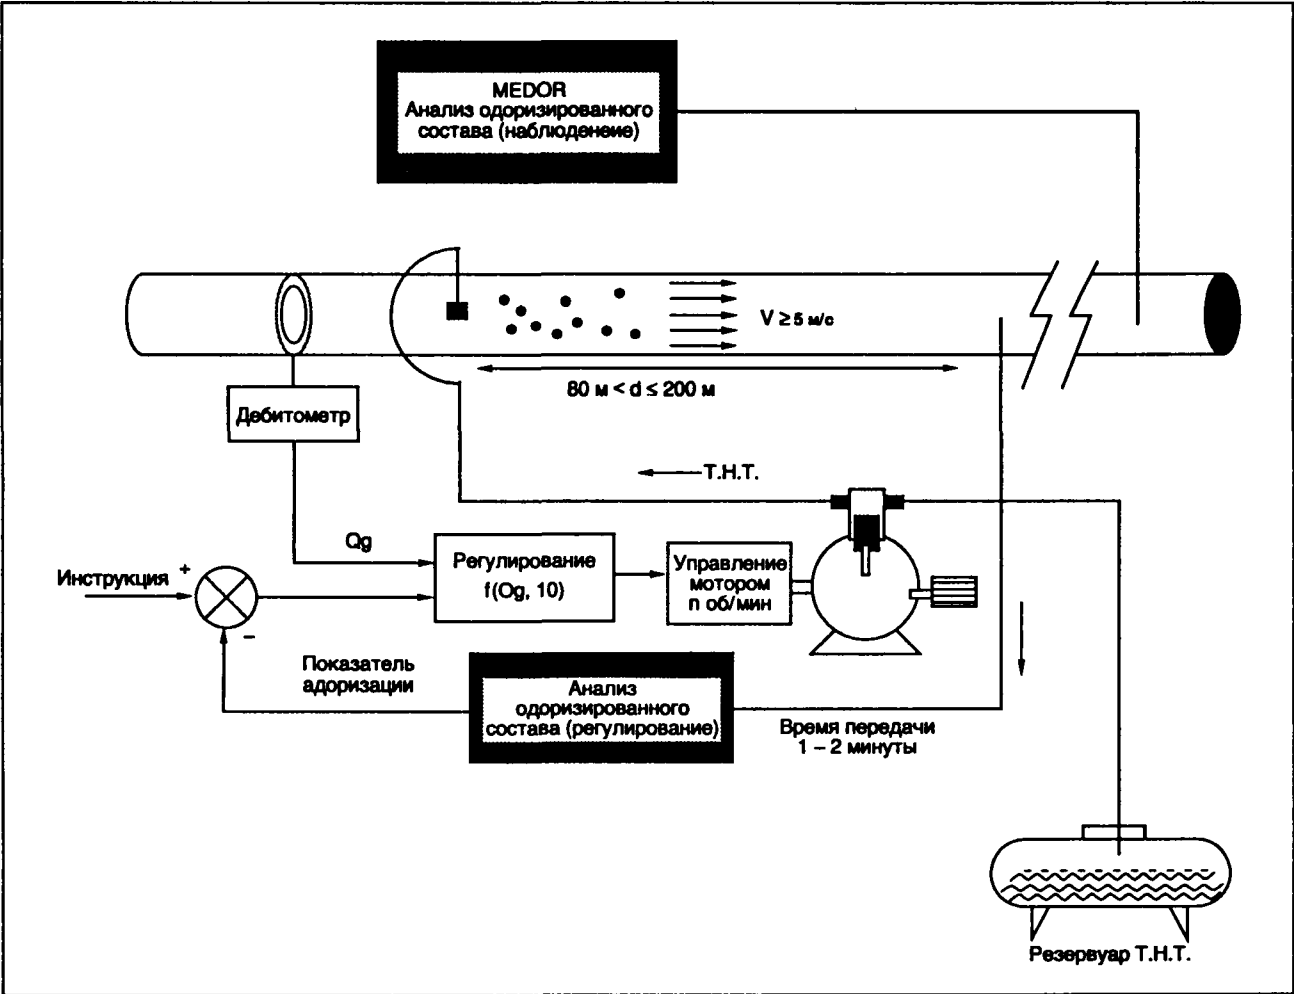 MEDOR
Анализ одоризированного
состава (наблюденеие)
V ≥ 5 м/с
80 м < d ≤ 200 м
Дебитометр
Т.Н.Т.
Qg
Инструкция
+
−
Регулирование
f(Og, 10)
Управление
мотором
n об/мин
Показатель
адоризации
Анализ
одоризированного
состава (регулирование)
Время передачи
1 – 2 минуты
Резервуар Т.Н.Т.